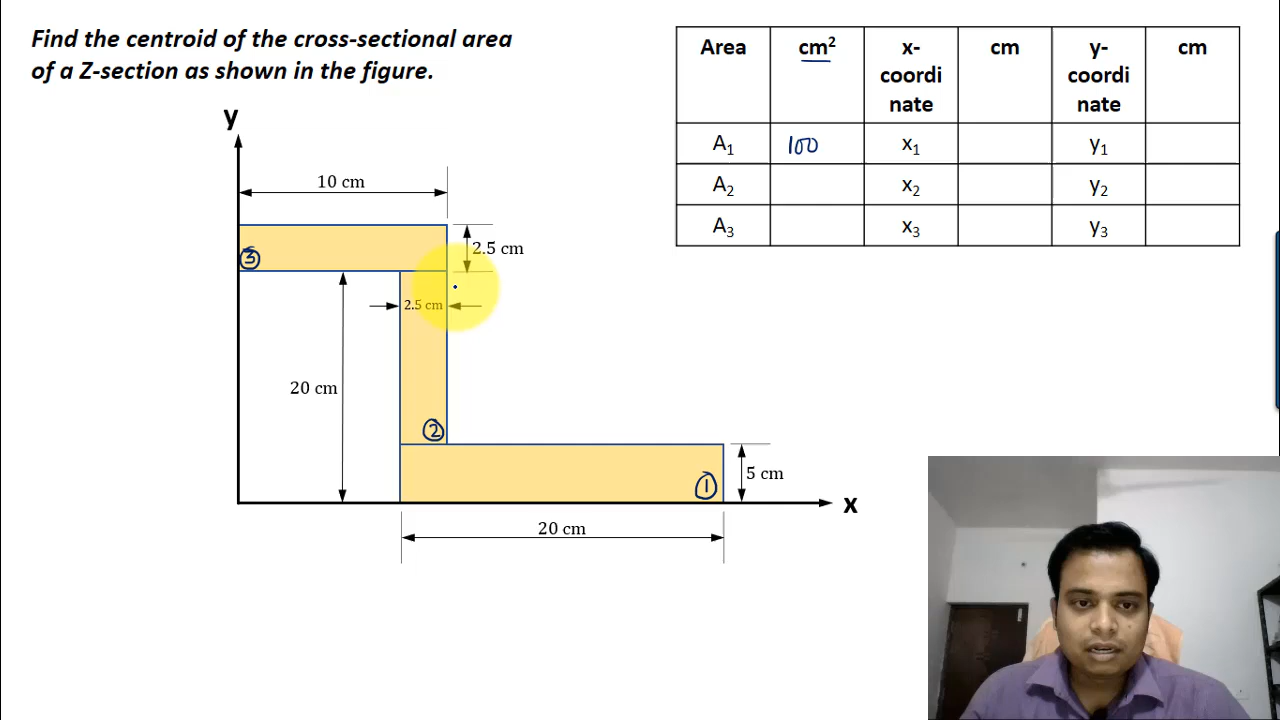 Find the centroid of the cross-sectional area
of a Z-section as shown in the figure.
Area cm² x-coordi nate cm y-coordi nate cm
A₁ 100 x₁ y₁
A₂ x₂ y₂
A₃ x₃ y₃
y
10 cm
2.5 cm
3
2.5 cm
20 cm
2
1
5 cm
x
20 cm